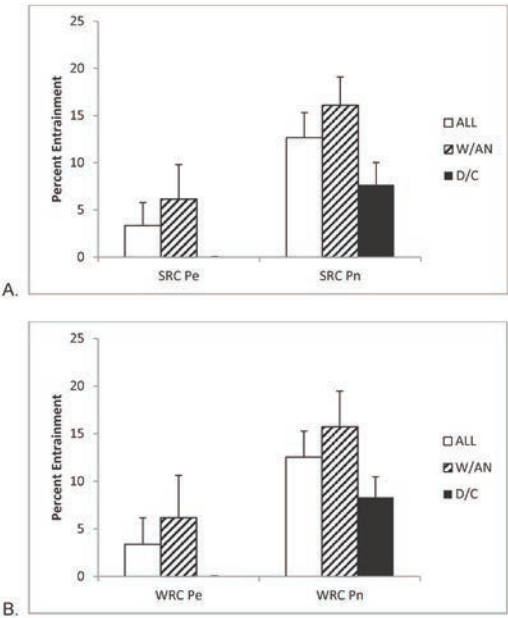 25
20
15
10
5
0
Percent Entrainment
SRC Pe
SRC Pn
ALL
W/AN
D/C
A.
25
20
15
10
5
0
Percent Entrainment
WRC Pe
WRC Pn
ALL
W/AN
D/C
B.